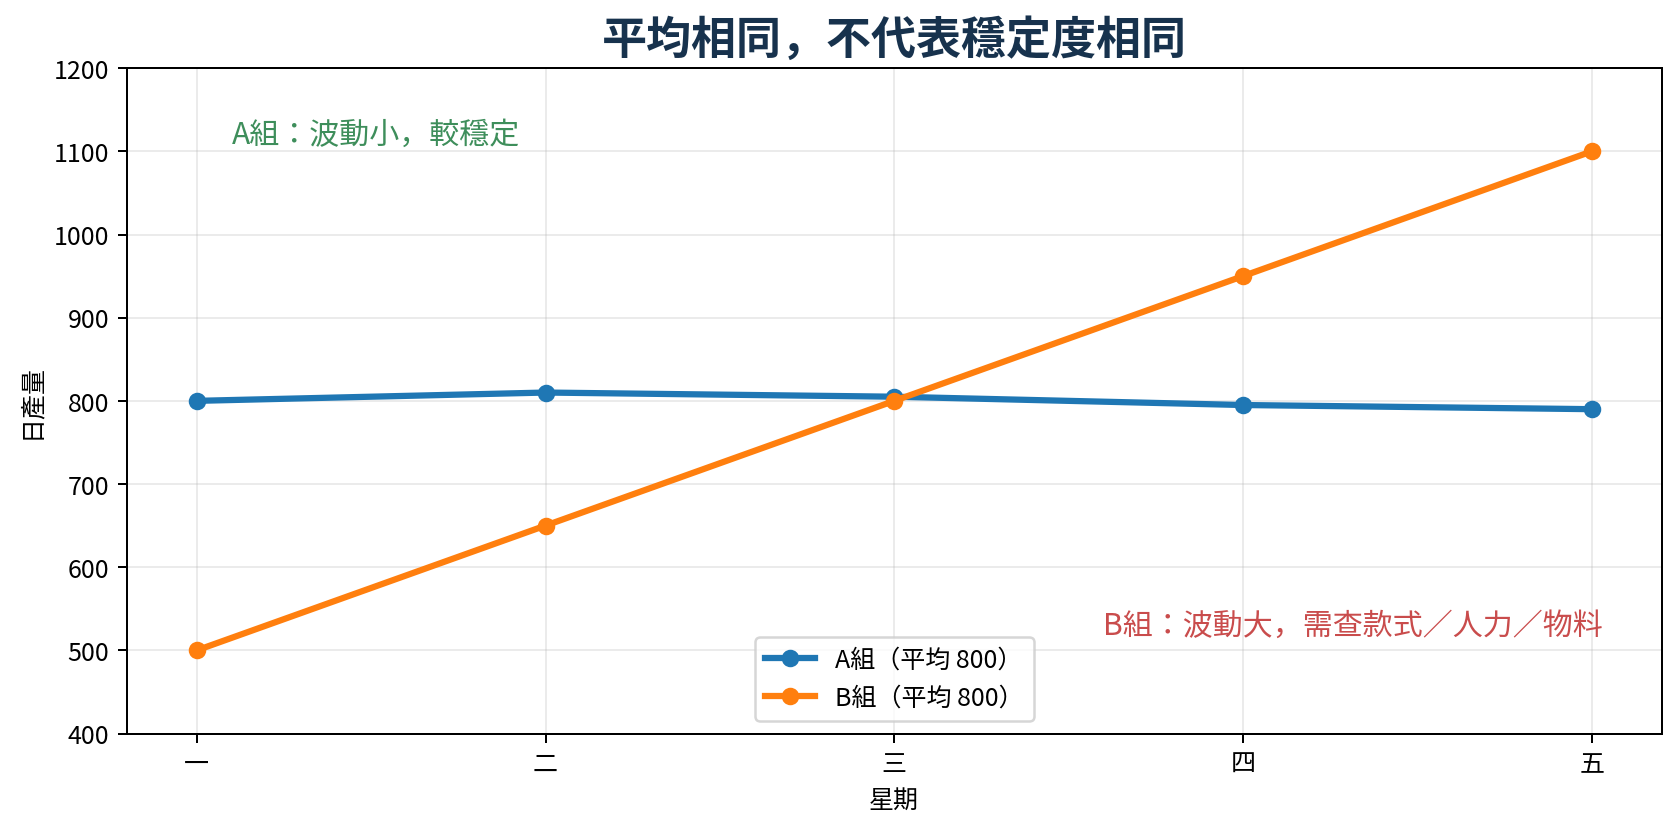 平均相同，不代表穩定度相同
A組：波動小，較穩定
B組：波動大，需查款式／人力／物料
日產量
1200
1100
1000
900
800
700
600
500
400
一
二
三
四
五
星期
A組（平均 800）
B組（平均 800）